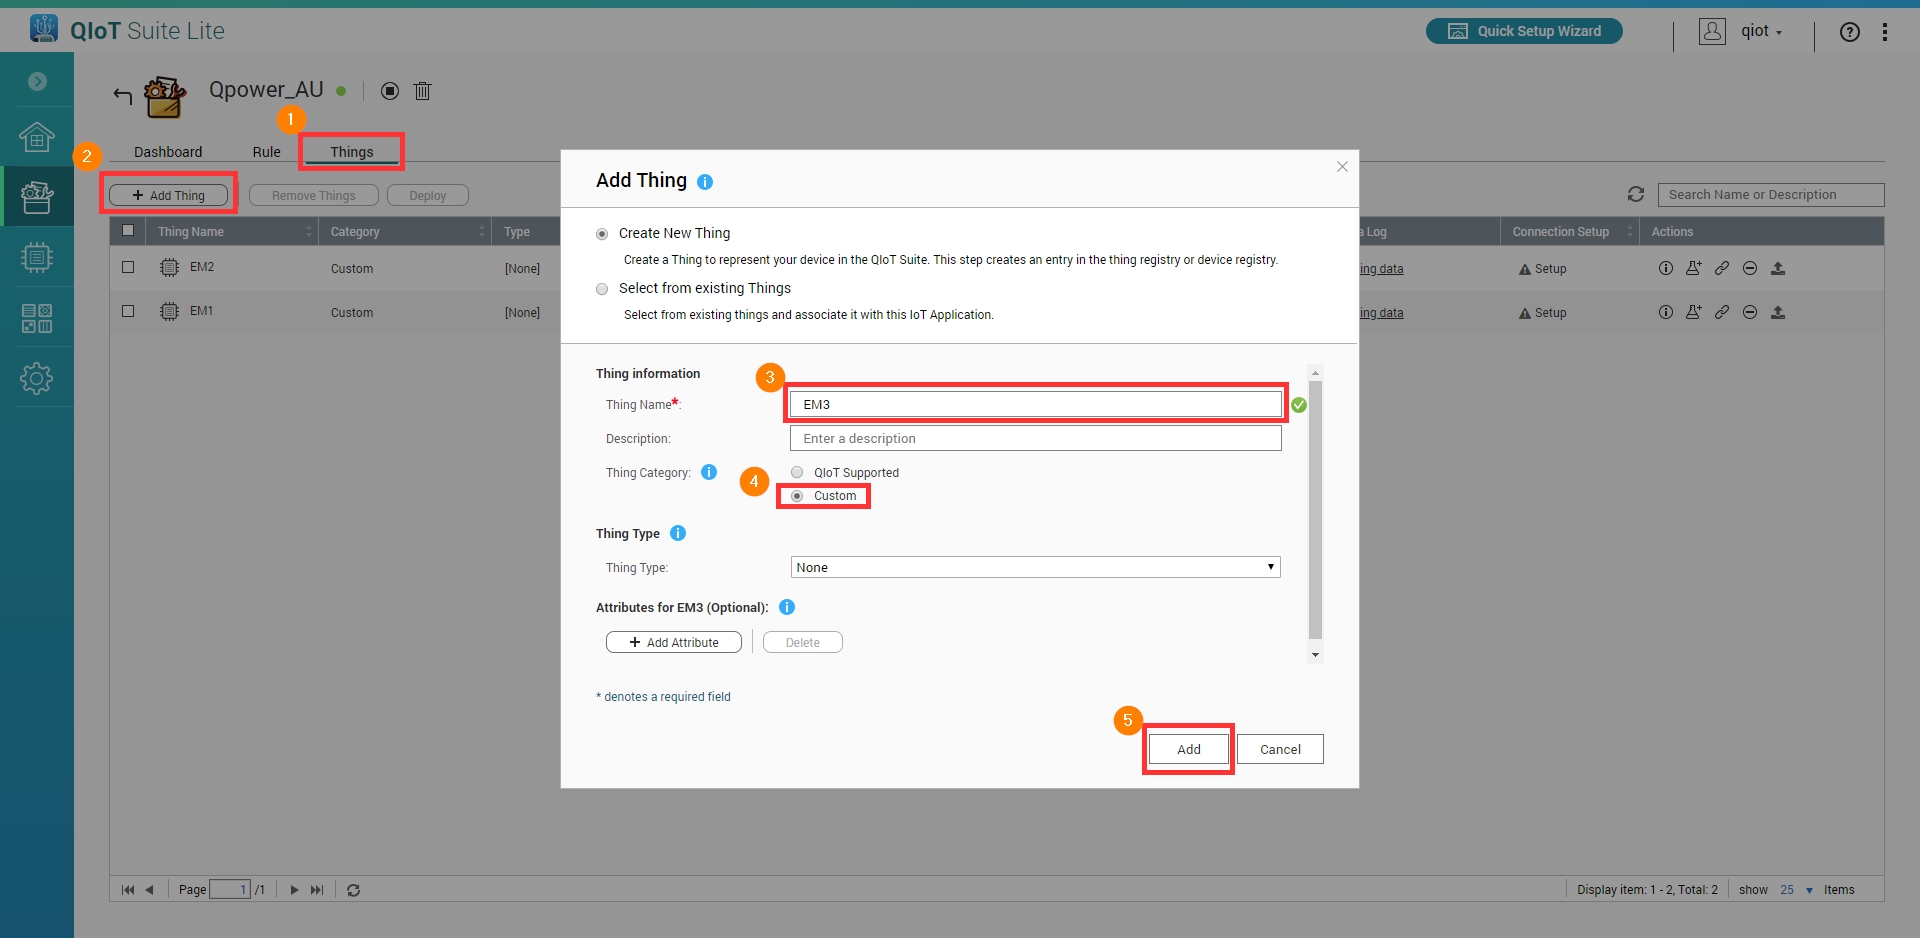 QIoT Suite Lite
Quick Setup Wizard
qiot
Qpower_AU
1
2
Dashboard
Rule
Things
+ Add Thing
Remove Things
Deploy
Search Name or Description
Thing Name
Category
Type
a Log
Connection Setup
Actions
EM2
Custom
[None]
ing data
Setup
EM1
Custom
[None]
ing data
Setup
Add Thing
Create New Thing
Create a Thing to represent your device in the QIoT Suite. This step creates an entry in the thing registry or device registry.
Select from existing Things
Select from existing things and associate it with this IoT Application.
Thing information
3
Thing Name*:
EM3
Description:
Enter a description
Thing Category:
QIoT Supported
4
Custom
Thing Type
Thing Type:
None
Attributes for EM3 (Optional):
+ Add Attribute
Delete
* denotes a required field
5
Add
Cancel
Page 1 /1
Display item: 1 - 2, Total: 2
show 25 Items